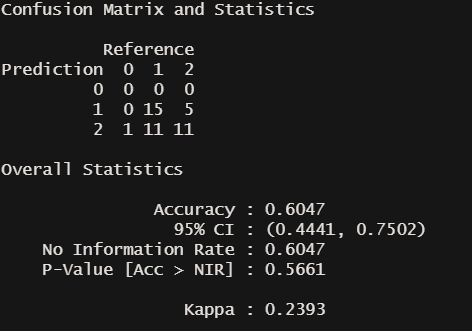 Confusion Matrix and Statistics
Reference
Prediction 0 1 2
0 0 0 0
1 0 15 5
2 1 11 11
Overall Statistics
Accuracy : 0.6047
95% CI : (0.4441, 0.7502)
No Information Rate : 0.6047
P-Value [Acc > NIR] : 0.5661
Kappa : 0.2393